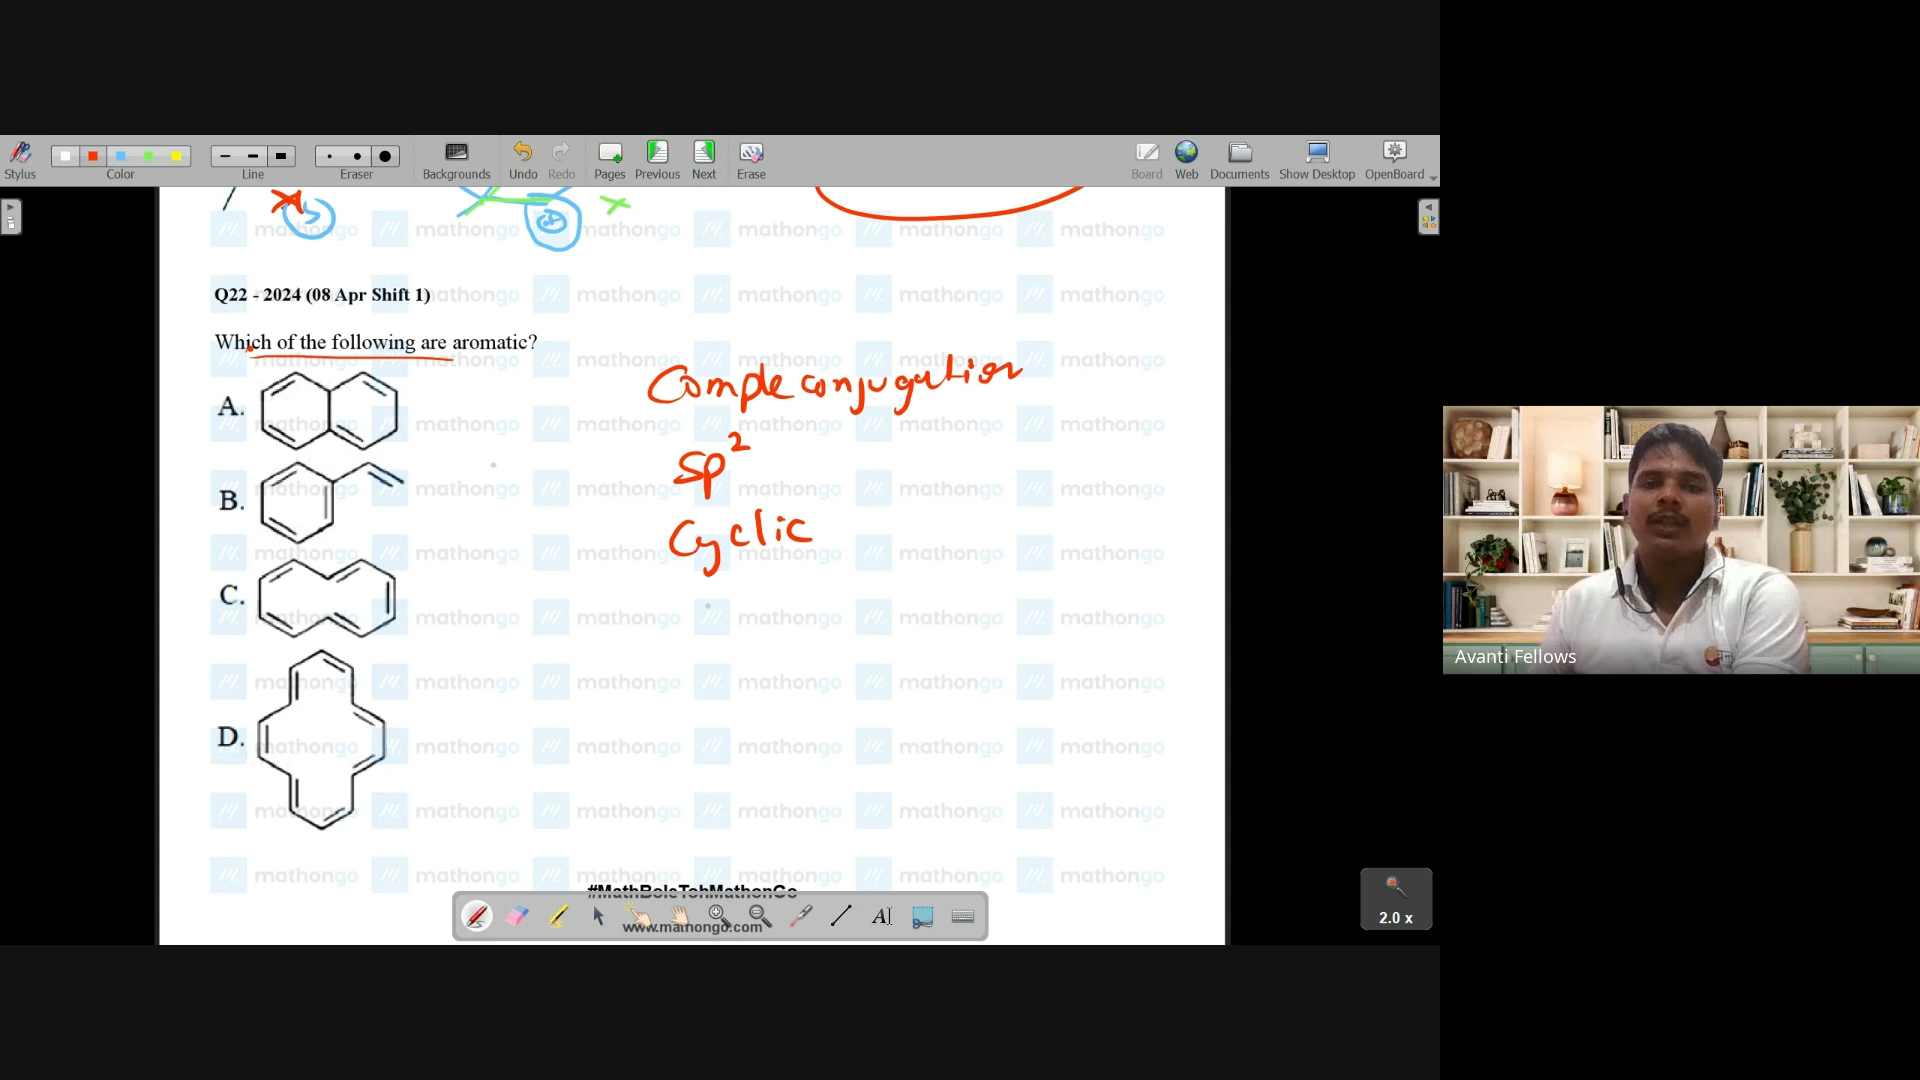 Stylus
Color
Line
Eraser
Backgrounds
Undo
Redo
Pages
Previous
Next
Erase
Board
Web
Documents
Show Desktop
OpenBoard
Q22 - 2024 (08 Apr Shift 1)
Which of the following are aromatic?
A.
B.
C.
D.
Comple conjugation
Sp²
Cyclic
mathongo
#MathBoleTohMathonGo
www.mathongo.com
2.0 x
Avanti Fellows